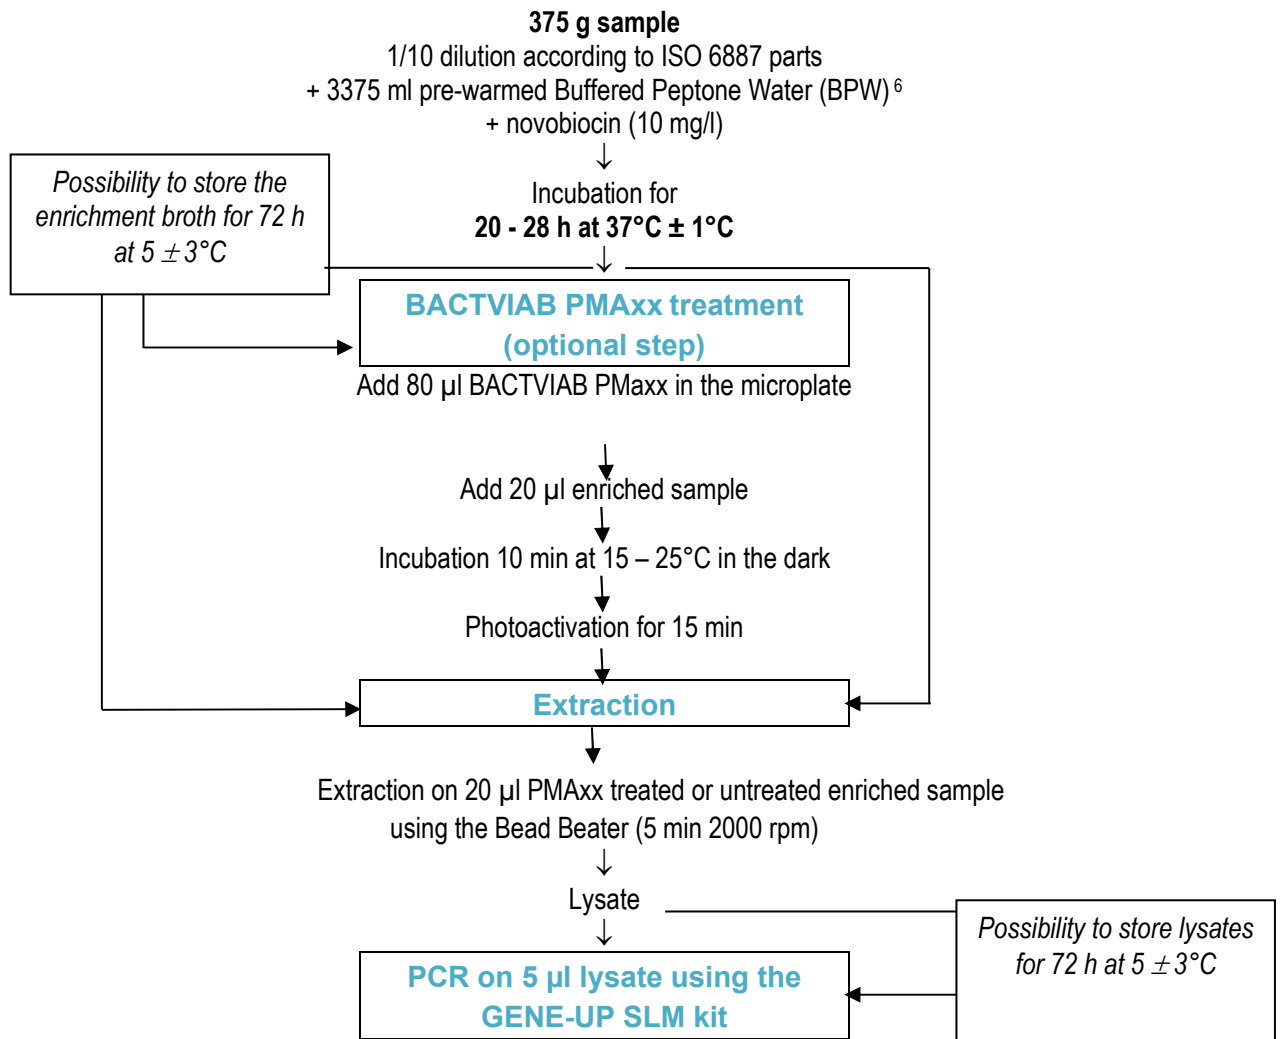 375 g sample
1/10 dilution according to ISO 6887 parts
+ 3375 ml pre-warmed Buffered Peptone Water (BPW) 6
+ novobiocin (10 mg/l)
↓
Possibility to store the
enrichment broth for 72 h
at 5 ± 3°C
Incubation for
20 - 28 h at 37°C ± 1°C
↓
BACTVIAB PMAxx treatment
(optional step)
Add 80 µl BACTVIAB PMaxx in the microplate
Add 20 µl enriched sample
Incubation 10 min at 15 – 25°C in the dark
Photoactivation for 15 min
Extraction
Extraction on 20 µl PMAxx treated or untreated enriched sample
using the Bead Beater (5 min 2000 rpm)
↓
Lysate
↓
Possibility to store lysates
for 72 h at 5 ± 3°C
PCR on 5 µl lysate using the
GENE-UP SLM kit